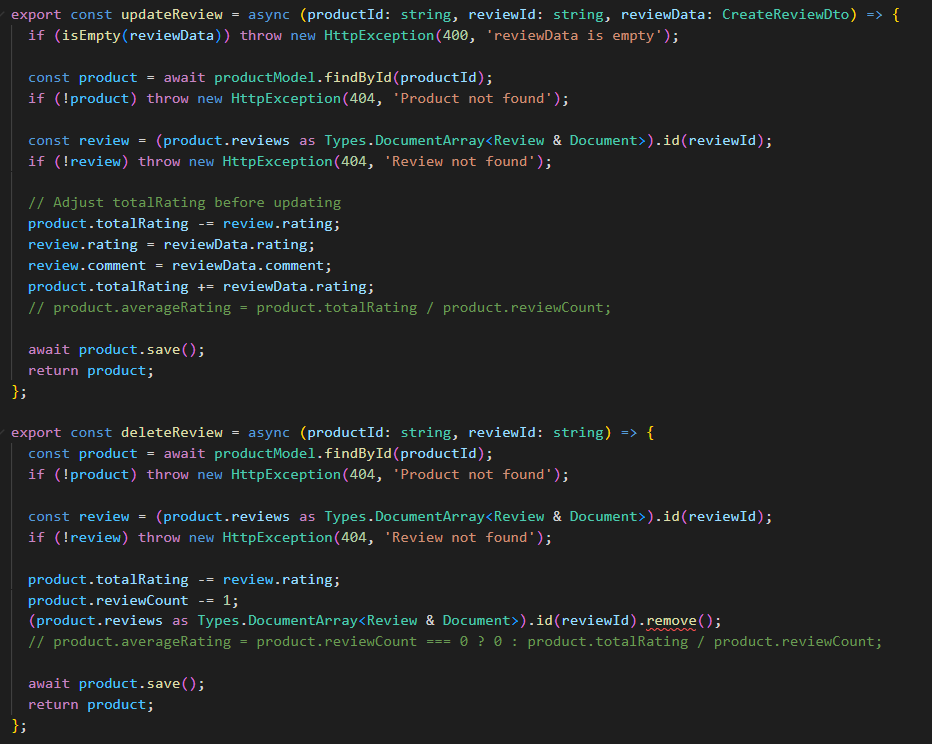 export const updateReview = async (productId: string, reviewId: string, reviewData: CreateReviewDto) => {
if (isEmpty(reviewData)) throw new HttpException(400, 'reviewData is empty');
const product = await productModel.findById(productId);
if (!product) throw new HttpException(404, 'Product not found');
const review = (product.reviews as Types.DocumentArray<Review & Document>).id(reviewId);
if (!review) throw new HttpException(404, 'Review not found');
// Adjust totalRating before updating
product.totalRating -= review.rating;
review.rating = reviewData.rating;
review.comment = reviewData.comment;
product.totalRating += reviewData.rating;
// product.averageRating = product.totalRating / product.reviewCount;
await product.save();
return product;
};
export const deleteReview = async (productId: string, reviewId: string) => {
const product = await productModel.findById(productId);
if (!product) throw new HttpException(404, 'Product not found');
const review = (product.reviews as Types.DocumentArray<Review & Document>).id(reviewId);
if (!review) throw new HttpException(404, 'Review not found');
product.totalRating -= review.rating;
product.reviewCount -= 1;
(product.reviews as Types.DocumentArray<Review & Document>).id(reviewId).remove();
// product.averageRating = product.reviewCount === 0 ? 0 : product.totalRating / product.reviewCount;
await product.save();
return product;
};